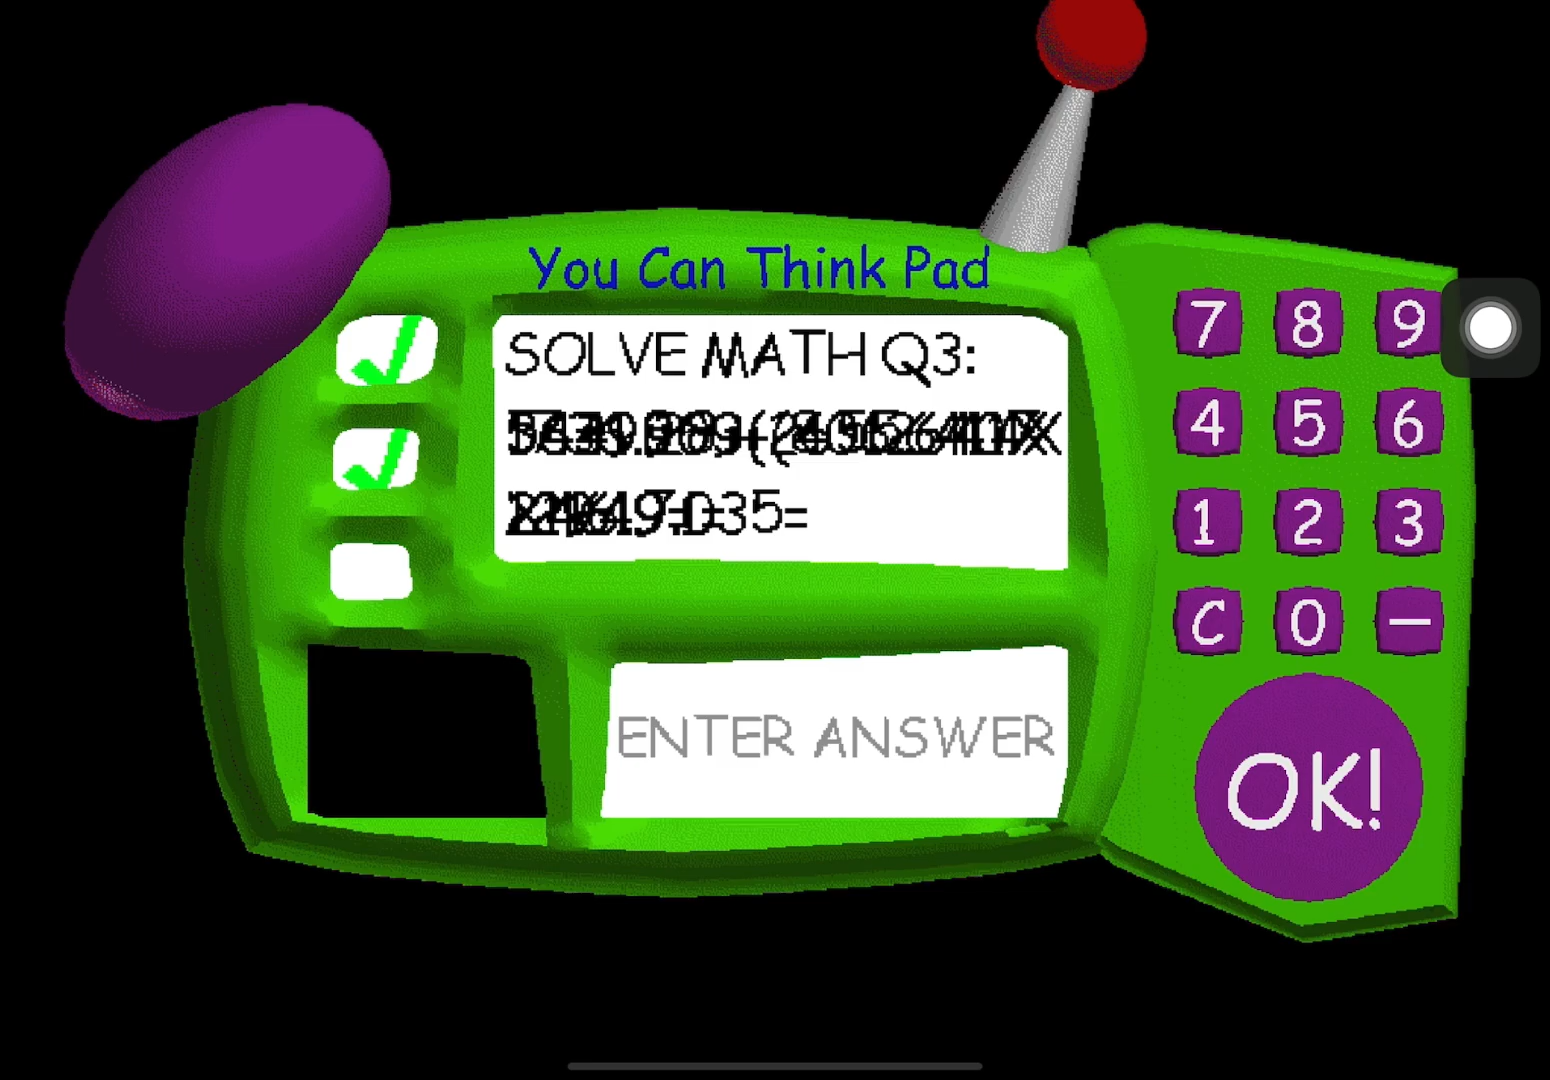 You Can Think Pad
SOLVE MATH Q3:
ENTER ANSWER
7 8 9
4 5 6
1 2 3
C 0 —
OK!